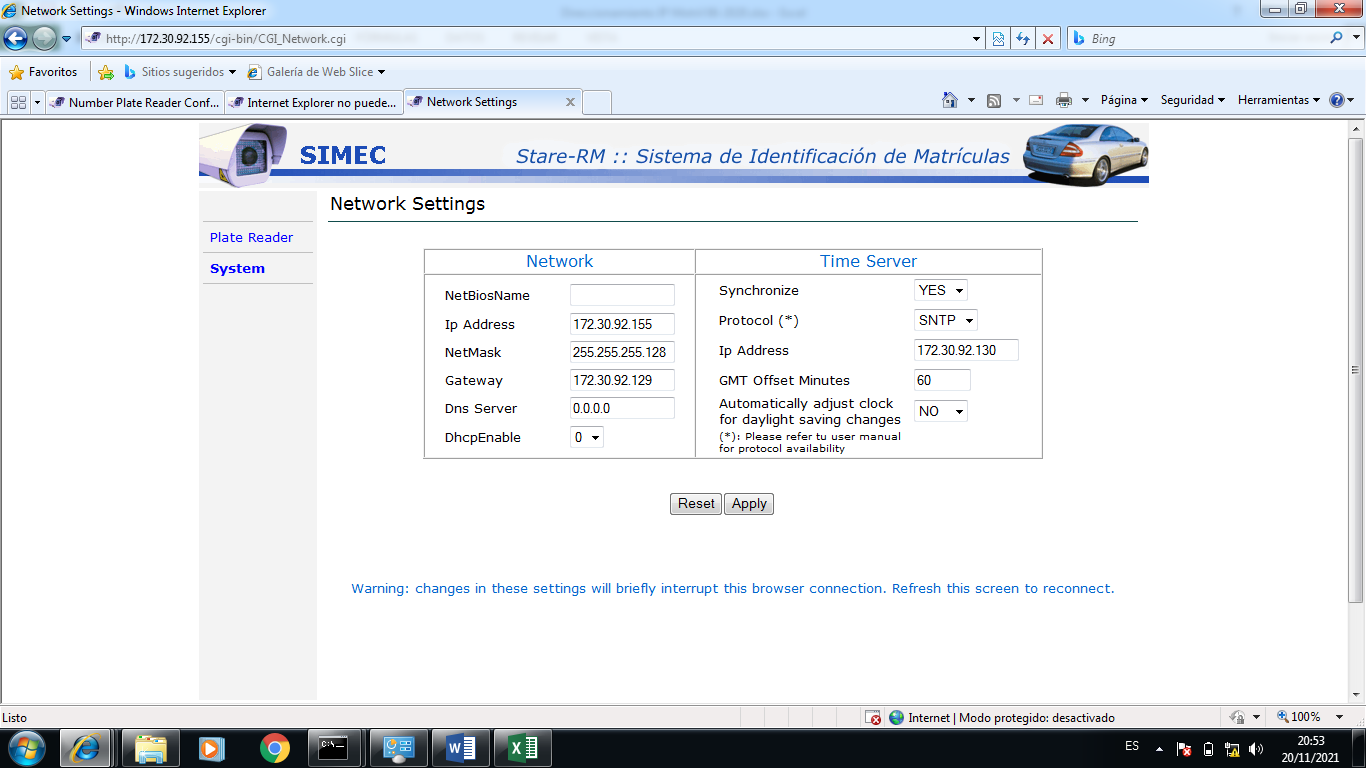 Network Settings - Windows Internet Explorer
http://172.30.92.155/cgi-bin/CGI_Network.cgi
Bing
Favoritos
Sitios sugeridos
Galería de Web Slice
Number Plate Reader Conf...
Internet Explorer no puede...
Network Settings
Página
Seguridad
Herramientas
SIMEC
Stare-RM :: Sistema de Identificación de Matrículas
Network Settings
Plate Reader
System
Network
NetBiosName
Ip Address 172.30.92.155
NetMask 255.255.255.128
Gateway 172.30.92.129
Dns Server 0.0.0.0
DhcpEnable 0
Time Server
Synchronize YES
Protocol (*) SNTP
Ip Address 172.30.92.130
GMT Offset Minutes 60
Automatically adjust clock
for daylight saving changes NO
(*): Please refer tu user manual
for protocol availability
Reset Apply
Warning: changes in these settings will briefly interrupt this browser connection. Refresh this screen to reconnect.
Listo
Internet | Modo protegido: desactivado
100%
ES
20:53
20/11/2021